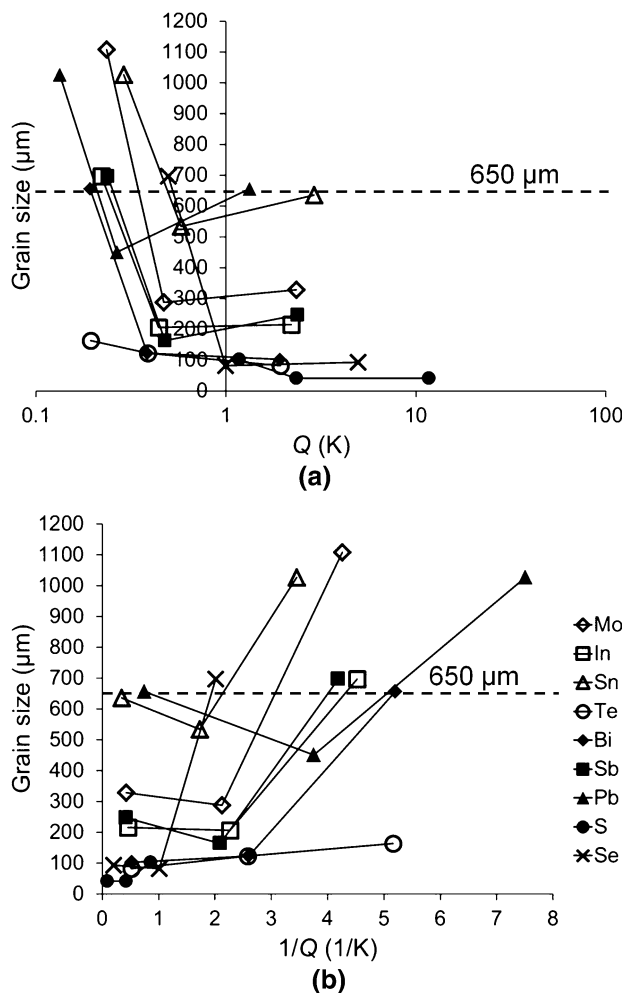 1200
1100
1000
900
800
700
600
500
400
300
200
100
0
Grain size (µm)
650 µm
0.1 1 10 100
Q (K)
(a)
1200
1100
1000
900
800
700
600
500
400
300
200
100
0
Grain size (µm)
650 µm
0 1 2 3 4 5 6 7 8
1/Q (1/K)
Mo
In
Sn
Te
Bi
Sb
Pb
S
Se
(b)